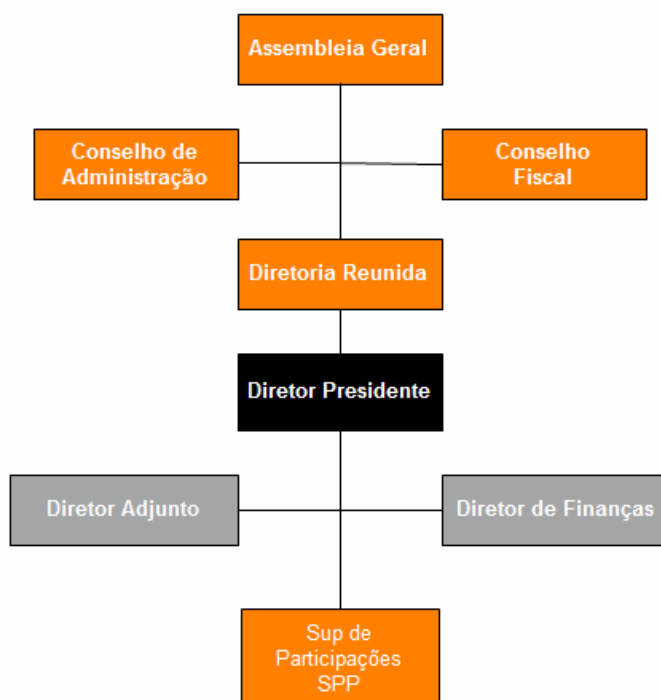 Assembleia Geral
Conselho de
Administração
Conselho
Fiscal
Diretoria Reunida
Diretor Presidente
Diretor Adjunto
Diretor de Finanças
Sup de
Participações
SPP